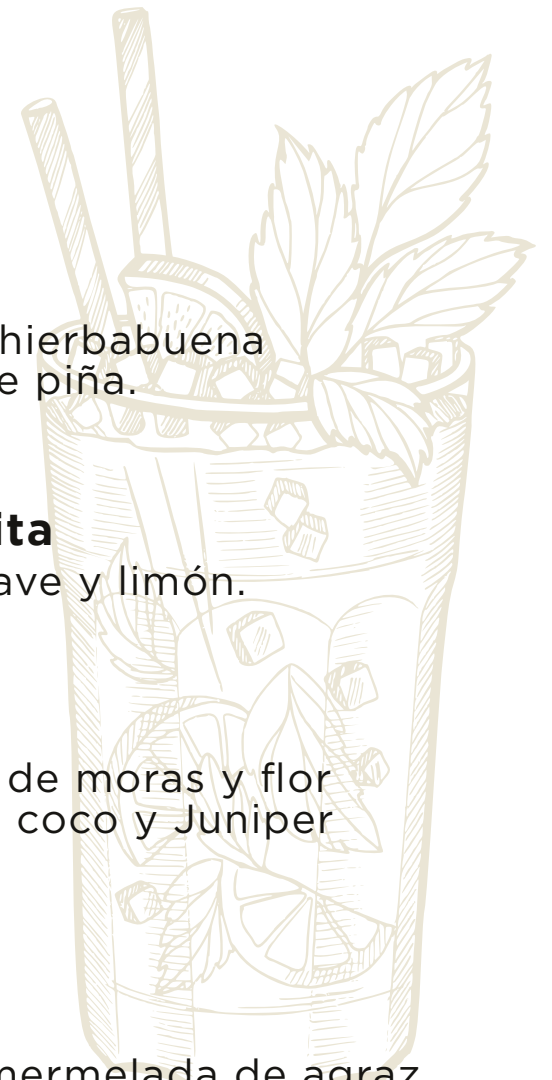 hierbabuena
e piña.
ita
ave y limón.
de moras y flor
coco y Juniper
mermelada de agraz